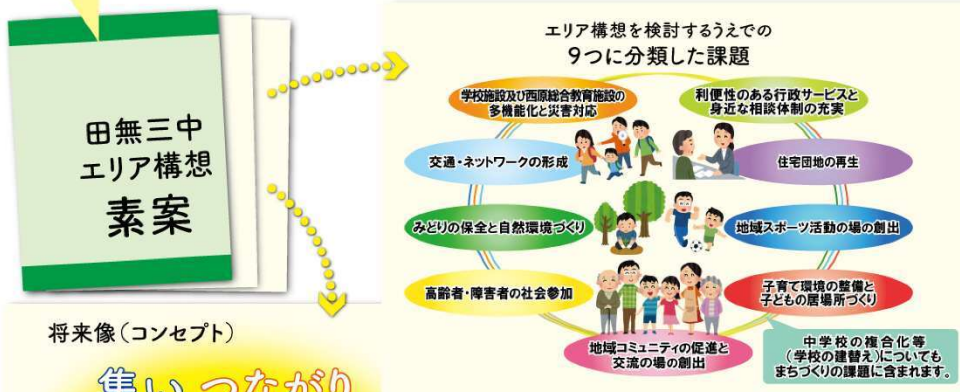 田無三中
エリア構想
素案
エリア構想を検討するうえでの
9つに分類した課題
学校施設及び西原総合教育施設の
多機能化と災害対応
利便性のある行政サービスと
身近な相談体制の充実
交通・ネットワークの形成
住宅団地の再生
みどりの保全と自然環境づくり
地域スポーツ活動の場の創出
高齢者・障害者の社会参加
子育て環境の整備と
子どもの居場所づくり
地域コミュニティの促進と
交流の場の創出
中学校の複合化等
(学校の建替え)についても
まちづくりの課題に含まれます。
将来像(コンセプト)
集い つながり